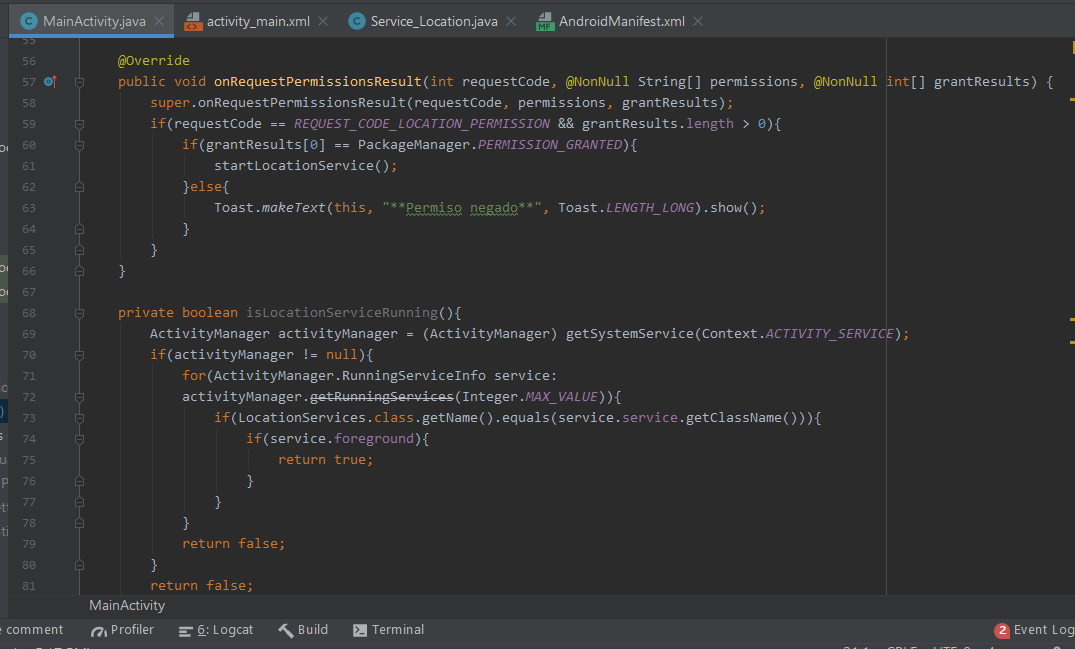 MainActivity.java activity_main.xml Service_Location.java AndroidManifest.xml
55
56 @Override
57 public void onRequestPermissionsResult(int requestCode, @NonNull String[] permissions, @NonNull int[] grantResults) {
58 super.onRequestPermissionsResult(requestCode, permissions, grantResults);
59 if(requestCode == REQUEST_CODE_LOCATION_PERMISSION && grantResults.length > 0){
60 if(grantResults[0] == PackageManager.PERMISSION_GRANTED){
61 startLocationService();
62 }else{
63 Toast.makeText(this, "**Permiso negado**", Toast.LENGTH_LONG).show();
64 }
65 }
66 }
67
68 private boolean isLocationServiceRunning(){
69 ActivityManager activityManager = (ActivityManager) getSystemService(Context.ACTIVITY_SERVICE);
70 if(activityManager != null){
71 for(ActivityManager.RunningServiceInfo service:
72 activityManager.getRunningServices(Integer.MAX_VALUE)){
73 if(LocationServices.class.getName().equals(service.service.getClassName())){
74 if(service.foreground){
75 return true;
76 }
77 }
78 }
79 return false;
80 }
81 return false;
MainActivity
comment Profiler 6: Logcat Build Terminal 2 Event Log